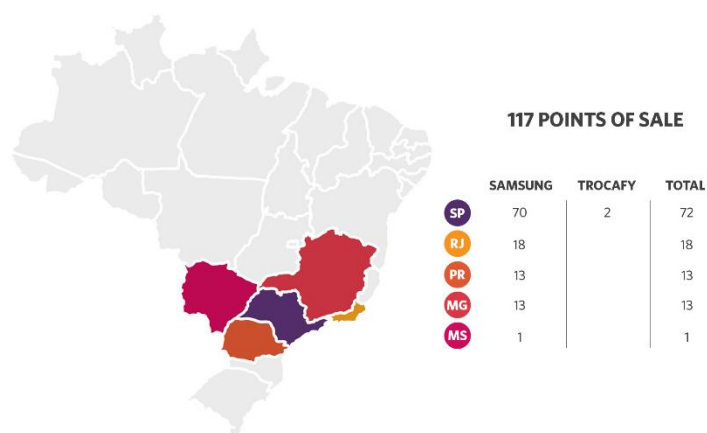 117 POINTS OF SALE
SAMSUNG TROCAFY TOTAL
SP 70 2 72
RJ 18 18
PR 13 13
MG 13 13
MS 1 1